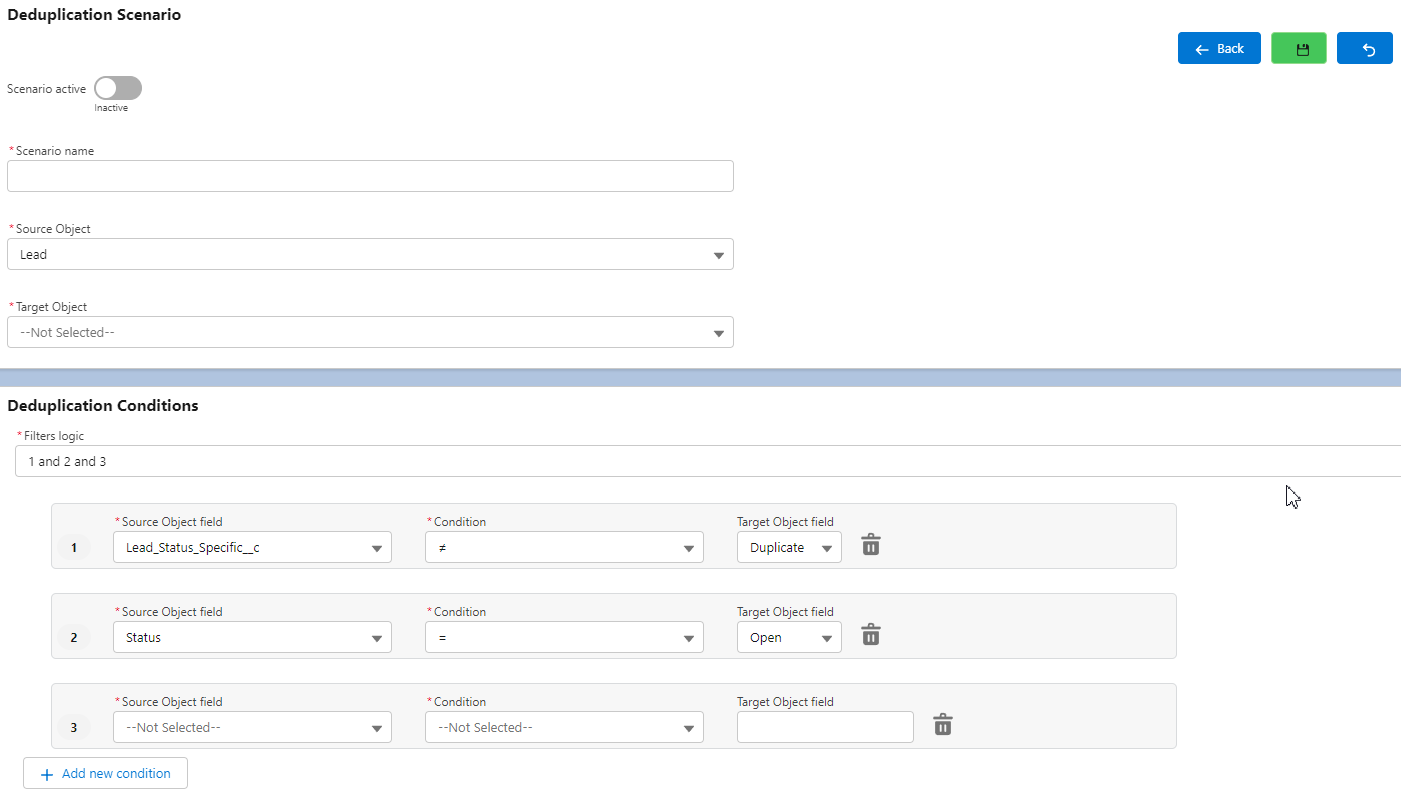 Deduplication Scenario
Back
Scenario active
Inactive
* Scenario name
* Source Object
Lead
* Target Object
--Not Selected--
Deduplication Conditions
* Filters logic
1 and 2 and 3
* Source Object field * Condition Target Object field
1 Lead_Status_Specific__c ≠ Duplicate
* Source Object field * Condition Target Object field
2 Status = Open
* Source Object field * Condition Target Object field
3 --Not Selected-- --Not Selected--
+ Add new condition